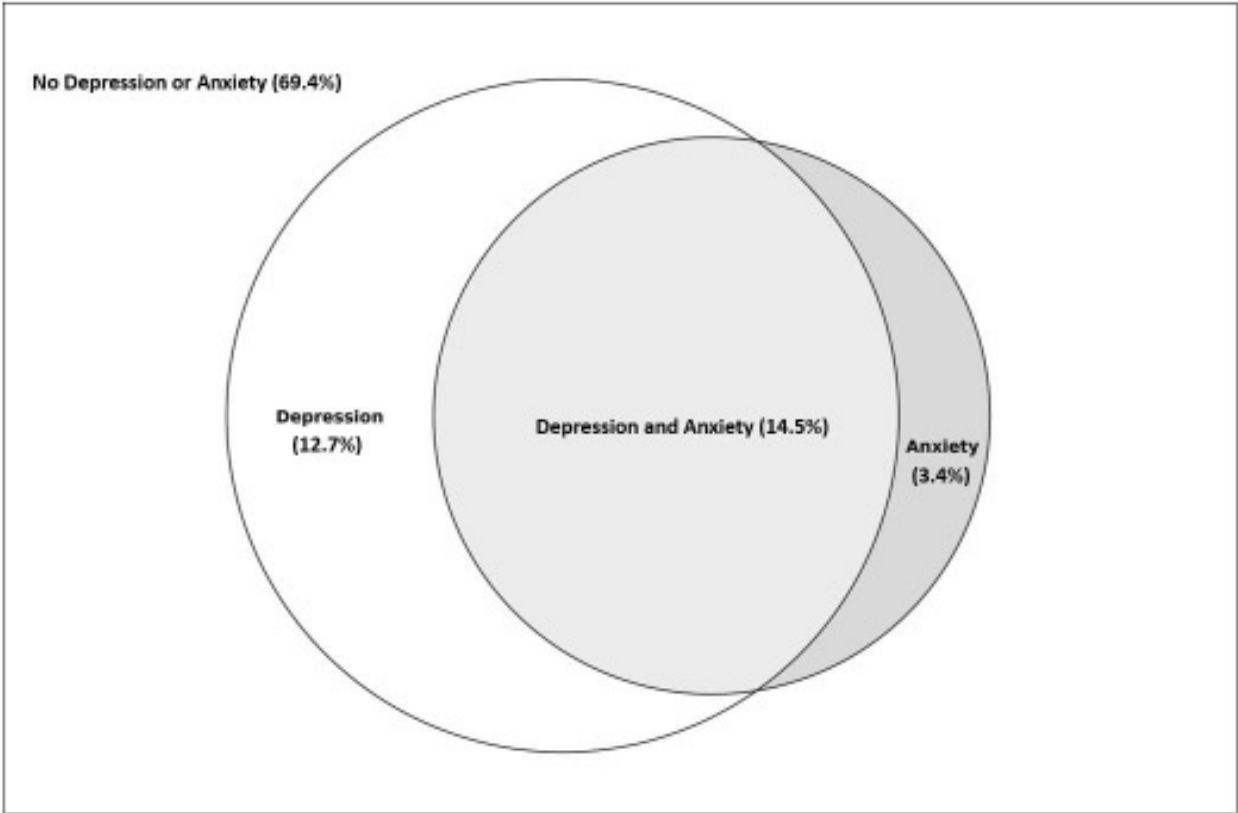 No Depression or Anxiety (69.4%)
Depression
(12.7%)
Depression and Anxiety (14.5%)
Anxiety
(3.4%)